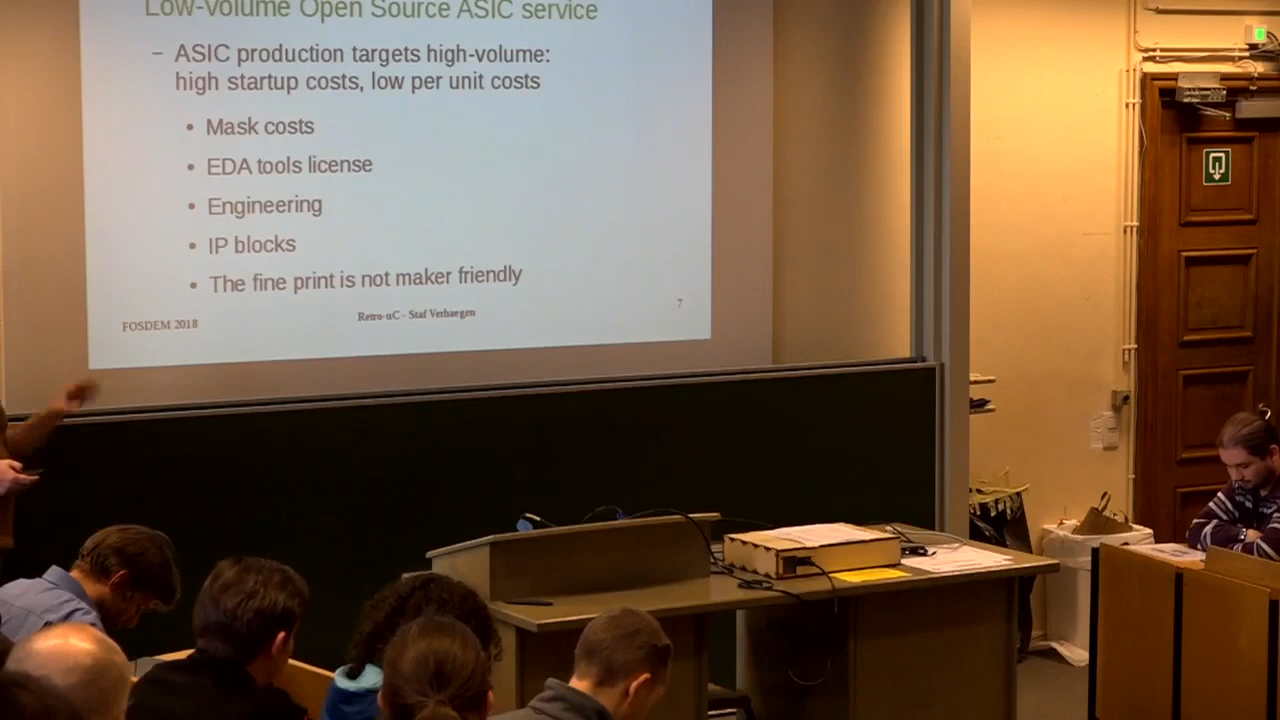 Low-Volume Open Source ASIC service
– ASIC production targets high-volume:
high startup costs, low per unit costs
• Mask costs
• EDA tools license
• Engineering
• IP blocks
• The fine print is not maker friendly
FOSDEM 2018
Retro-uC - Staf Verhaegen
7